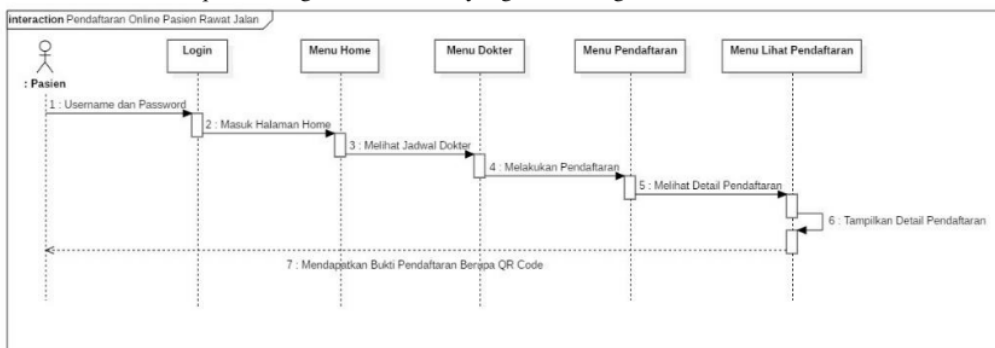 interaction Pendaftaran Online Pasien Rawat Jalan
Login
Menu Home
Menu Dokter
Menu Pendaftaran
Menu Lihat Pendaftaran
: Pasien
1 : Username dan Password
2 : Masuk Halaman Home
3 : Melihat Jadwal Dokter
4 : Melakukan Pendaftaran
5 : Melihat Detail Pendaftaran
6 : Tampilkan Detail Pendaftaran
7 : Mendapatkan Bukti Pendaftaran Berupa QR Code